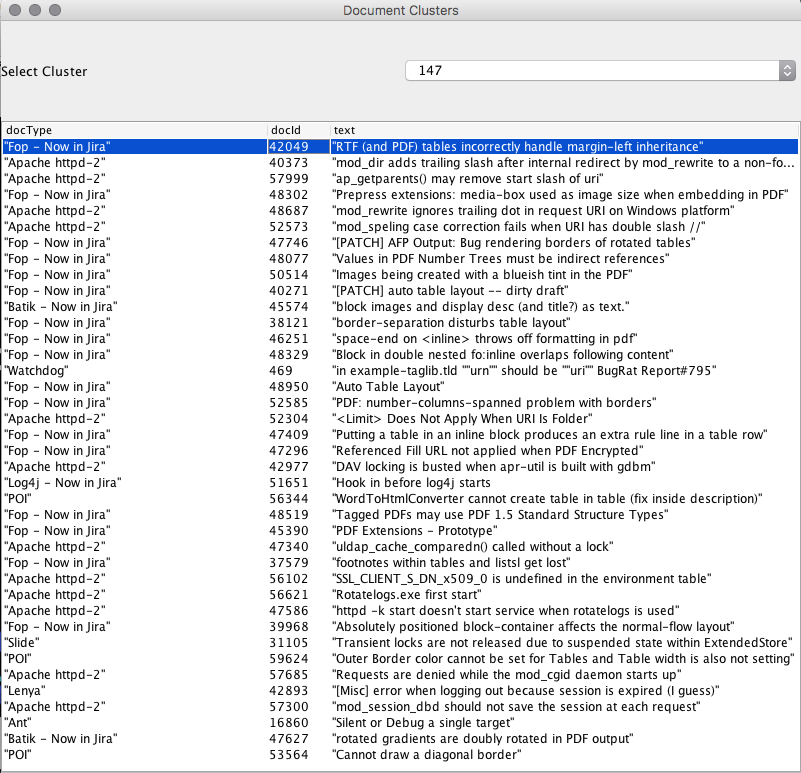 Document Clusters
Select Cluster 147
docType docId text
"Fop - Now in Jira" 42049 "RTF (and PDF) tables incorrectly handle margin-left inheritance"
"Apache httpd-2" 40373 "mod_dir adds trailing slash after internal redirect by mod_rewrite to a non-fo...
"Apache httpd-2" 57999 "ap_getparents() may remove start slash of uri"
"Fop - Now in Jira" 48302 "Prepress extensions: media-box used as image size when embedding in PDF"
"Apache httpd-2" 48687 "mod_rewrite ignores trailing dot in request URI on Windows platform"
"Apache httpd-2" 52573 "mod_speling case correction fails when URI has double slash //"
"Fop - Now in Jira" 47746 "[PATCH] AFP Output: Bug rendering borders of rotated tables"
"Fop - Now in Jira" 48077 "Values in PDF Number Trees must be indirect references"
"Fop - Now in Jira" 50514 "Images being created with a blueish tint in the PDF"
"Fop - Now in Jira" 40271 "[PATCH] auto table layout -- dirty draft"
"Batik - Now in Jira" 45574 "block images and display desc (and title?) as text."
"Fop - Now in Jira" 38121 "border-separation disturbs table layout"
"Fop - Now in Jira" 46251 "space-end on <inline> throws off formatting in pdf"
"Fop - Now in Jira" 48329 "Block in double nested fo:inline overlaps following content"
"Watchdog" 469 "in example-taglib.tld ""urn"" should be ""uri"" BugRat Report#795"
"Fop - Now in Jira" 48950 "Auto Table Layout"
"Fop - Now in Jira" 52585 "PDF: number-columns-spanned problem with borders"
"Apache httpd-2" 52304 "<Limit> Does Not Apply When URI Is Folder"
"Fop - Now in Jira" 47409 "Putting a table in an inline block produces an extra rule line in a table row"
"Fop - Now in Jira" 47296 "Referenced Fill URL not applied when PDF Encrypted"
"Apache httpd-2" 42977 "DAV locking is busted when apr-util is built with gdbm"
"Log4j - Now in Jira" 51651 "Hook in before log4j starts
"POI" 56344 "WordToHtmlConverter cannot create table in table (fix inside description)"
"Fop - Now in Jira" 48519 "Tagged PDFs may use PDF 1.5 Standard Structure Types"
"Fop - Now in Jira" 45390 "PDF Extensions - Prototype"
"Apache httpd-2" 47340 "uldap_cache_comparedn() called without a lock"
"Fop - Now in Jira" 37579 "footnotes within tables and listsl get lost"
"Apache httpd-2" 56102 "SSL_CLIENT_S_DN_x509_0 is undefined in the environment table"
"Apache httpd-2" 56621 "Rotatelogs.exe first start"
"Apache httpd-2" 47586 "httpd -k start doesn't start service when rotatelogs is used"
"Fop - Now in Jira" 39968 "Absolutely positioned block-container affects the normal-flow layout"
"Slide" 31105 "Transient locks are not released due to suspended state within ExtendedStore"
"POI" 59624 "Outer Border color cannot be set for Tables and Table width is also not setting"
"Apache httpd-2" 57685 "Requests are denied while the mod_cgid daemon starts up"
"Lenya" 42893 "[Misc] error when logging out because session is expired (I guess)"
"Apache httpd-2" 57300 "mod_session_dbd should not save the session at each request"
"Ant" 16860 "Silent or Debug a single target"
"Batik - Now in Jira" 47627 "rotated gradients are doubly rotated in PDF output"
"POI" 53564 "Cannot draw a diagonal border"